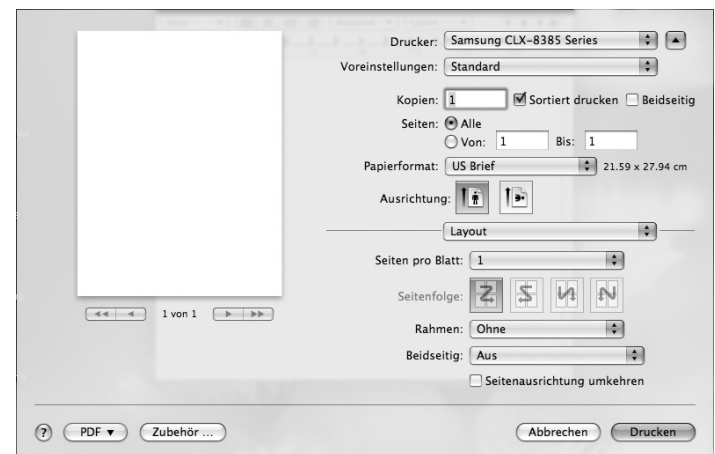 Drucker: Samsung CLX-8385 Series
Voreinstellungen: Standard
Kopien: 1 Sortiert drucken Beidseitig
Seiten: Alle
Von: 1 Bis: 1
Papierformat: US Brief 21.59 x 27.94 cm
Ausrichtung:
Layout
Seiten pro Blatt: 1
Seitenfolge:
1 von 1
Rahmen: Ohne
Beidseitig: Aus
Seitenausrichtung umkehren
? PDF ▼ Zubehör ... Abbrechen Drucken